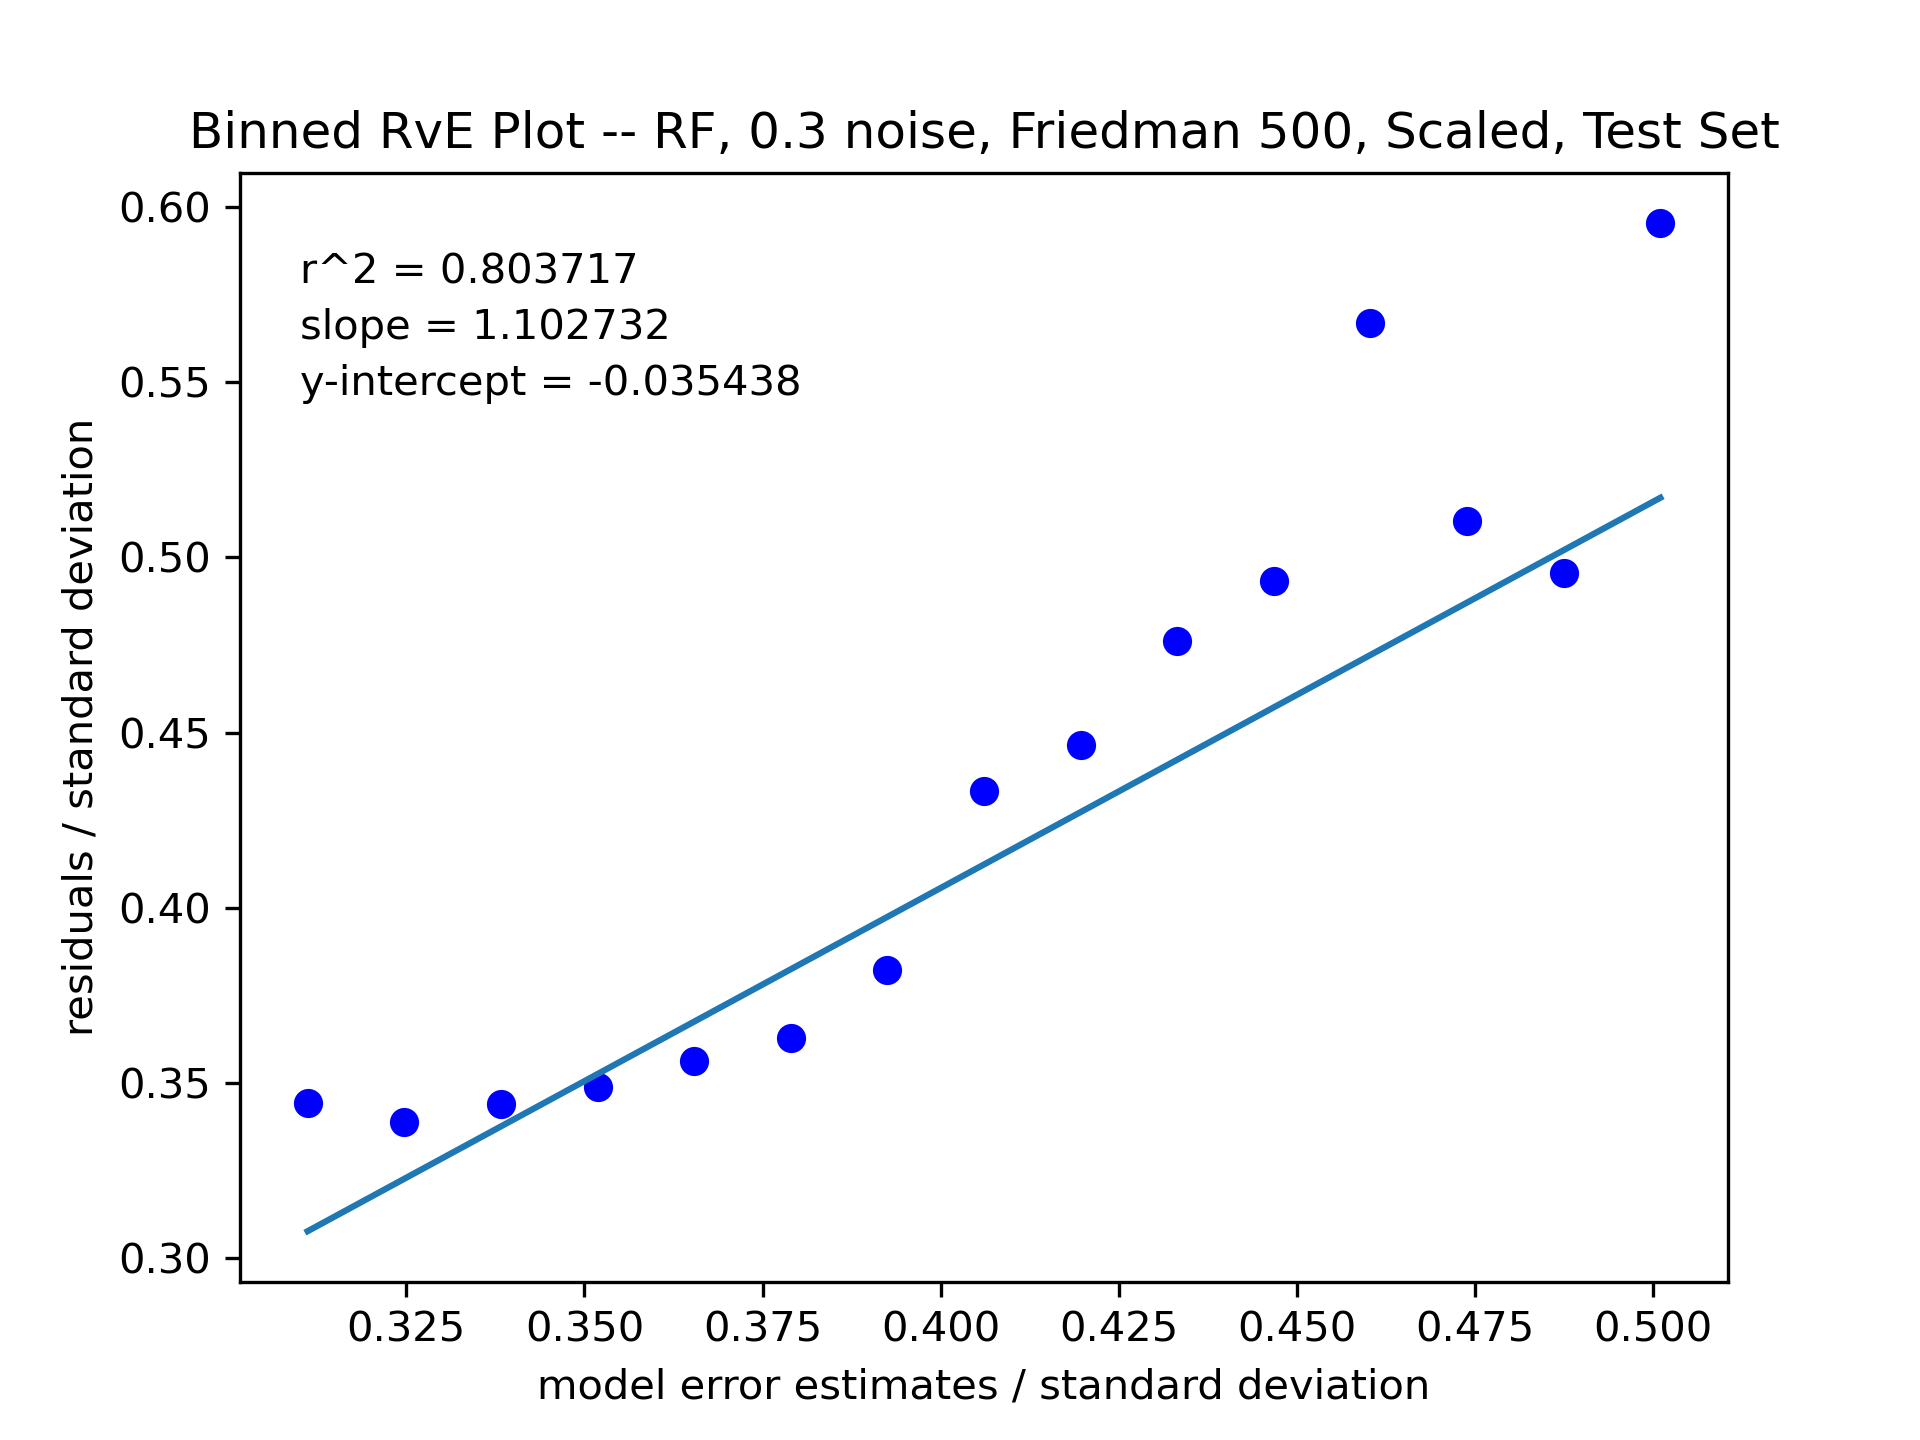 Binned RvE Plot -- RF, 0.3 noise, Friedman 500, Scaled, Test Set
r^2 = 0.803717
slope = 1.102732
y-intercept = -0.035438
0.60
0.55
0.50
0.45
0.40
0.35
0.30
residuals / standard deviation
0.325 0.350 0.375 0.400 0.425 0.450 0.475 0.500
model error estimates / standard deviation